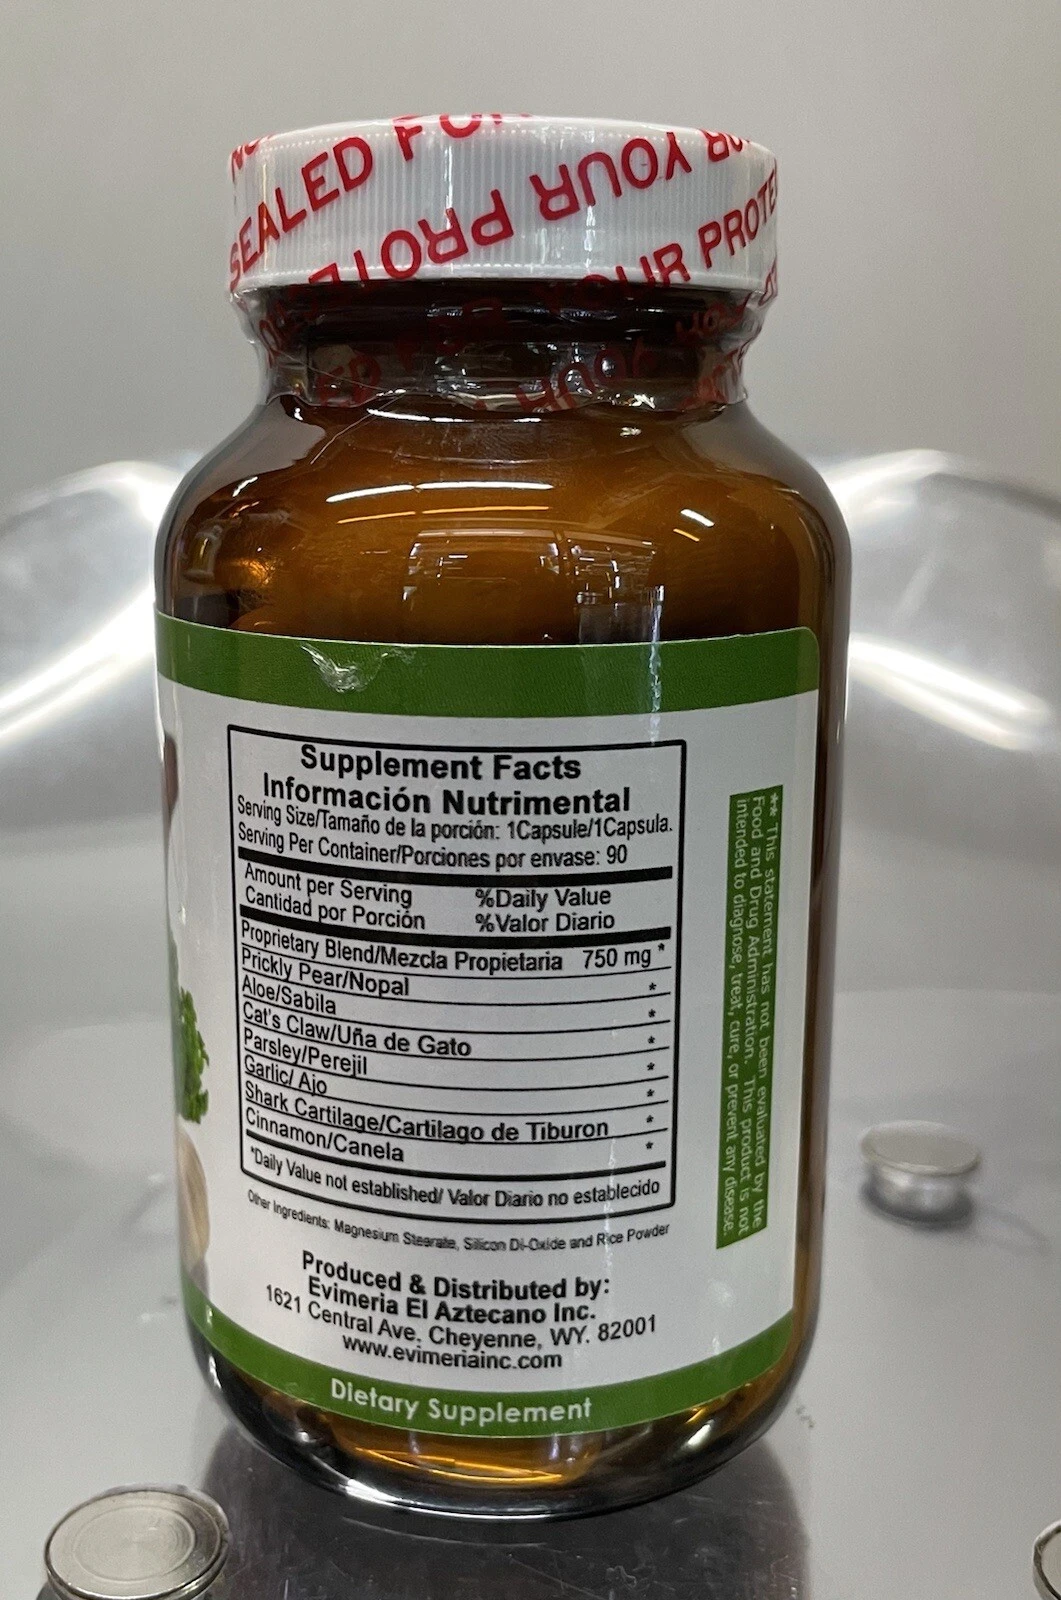 SEALED FOR
YOUR PROTE
YOUR PROTE
Supplement Facts
Información Nutrimental
Serving Size/Tamaño de la porción: 1Capsule/1Capsula.
Serving Per Container/Porciones por envase: 90
Amount per Serving %Daily Value
Cantidad por Porción %Valor Diario
Proprietary Blend/Mezcla Propietaria 750 mg *
Prickly Pear/Nopal *
Aloe/Sabila *
Cat's Claw/Uña de Gato *
Parsley/Perejil *
Garlic/ Ajo *
Shark Cartilage/Cartilago de Tiburon *
Cinnamon/Canela *
*Daily Value not established/ Valor Diario no establecido
Other Ingredients: Magnesium Stearate, Silicon Di-Oxide and Rice Powder
Produced & Distributed by:
Evimeria El Aztecano Inc.
1621 Central Ave. Cheyenne, WY. 82001
www.evimeriainc.com
Dietary Supplement
** This statement has not been evaluated by the
Food and Drug Administration. This product is not
intended to diagnose, treat, cure, or prevent any disease.